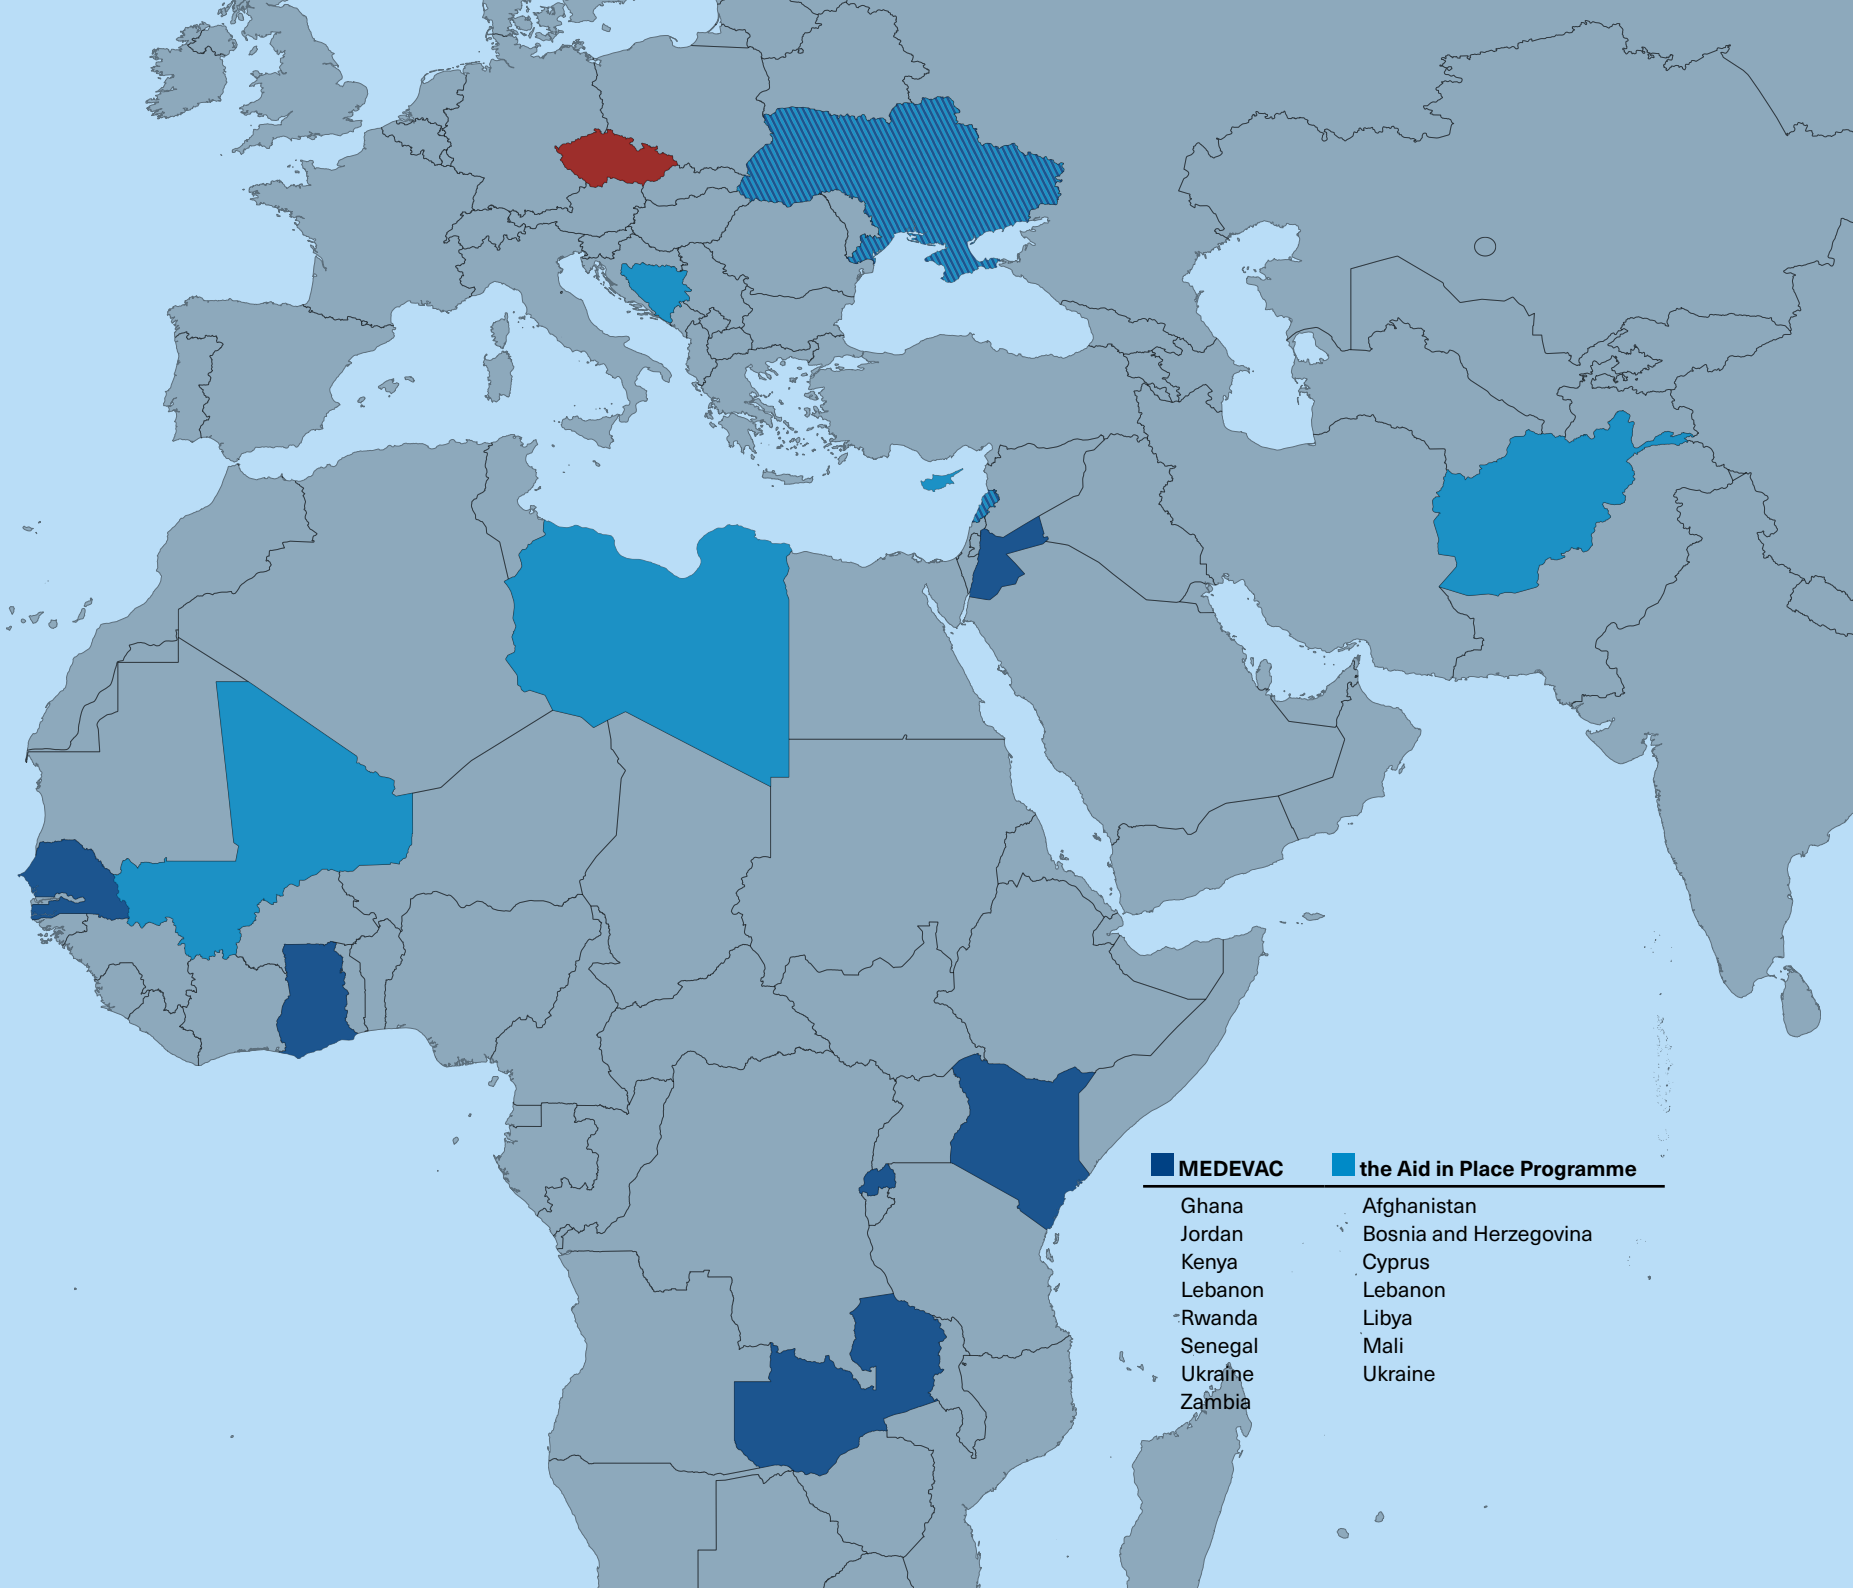 MEDEVAC
Ghana
Jordan
Kenya
Lebanon
Rwanda
Senegal
Ukraine
Zambia
the Aid in Place Programme
Afghanistan
Bosnia and Herzegovina
Cyprus
Lebanon
Libya
Mali
Ukraine